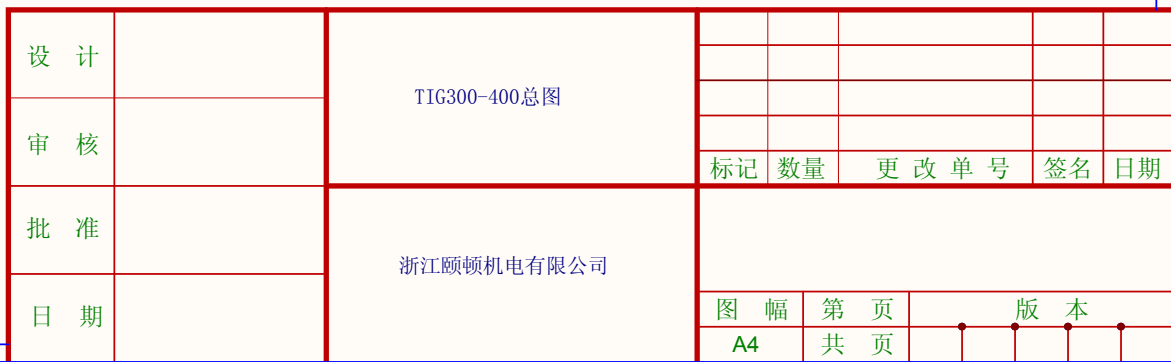 设 计
审 核
批 准
日 期
TIG300-400总图
浙江颐顿机电有限公司
标记 数量 更 改 单 号 签名 日期
图 幅 第 页 版 本
A4 共 页